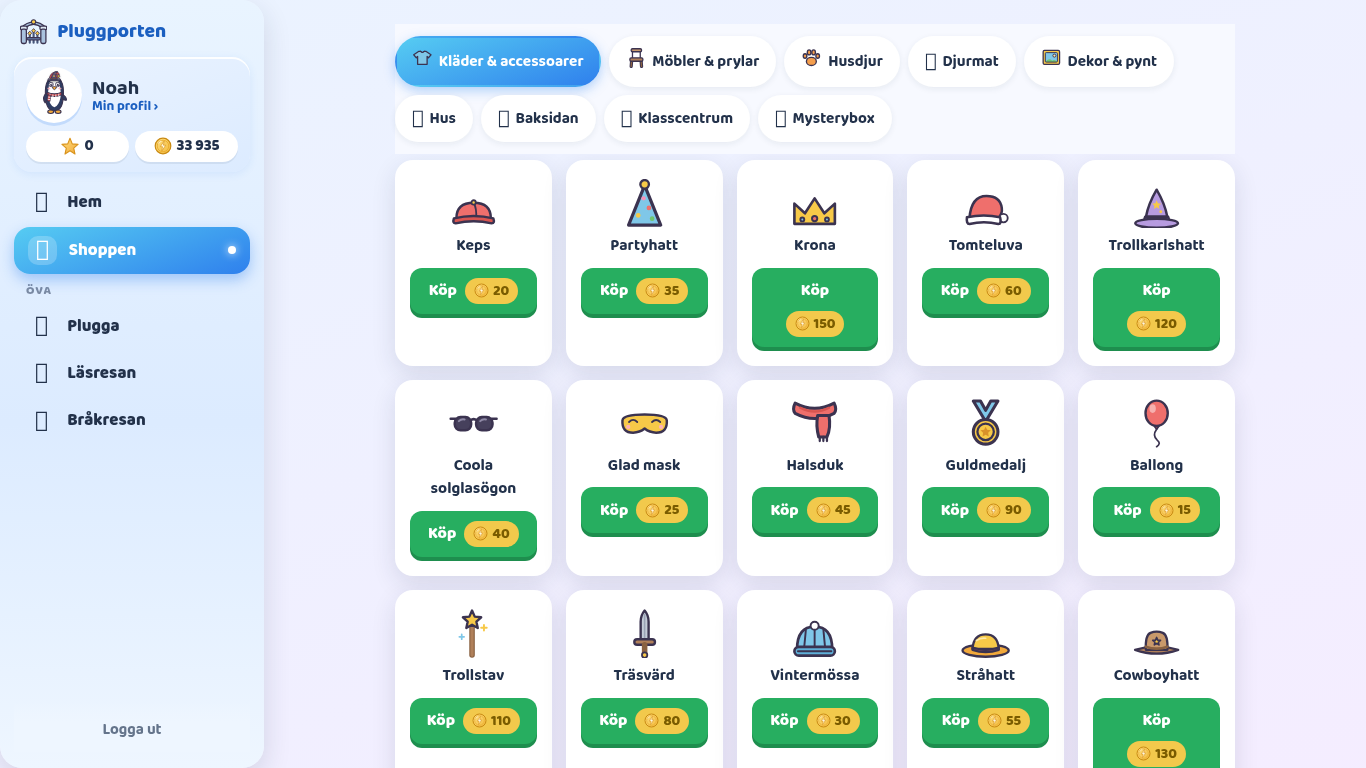 Pluggporten
Noah
Min profil ›
0
33 935
Hem
Shoppen
ÖVA
Plugga
Läsresan
Bråkresan
Logga ut
Kläder & accessoarer
Möbler & prylar
Husdjur
Djurmat
Dekor & pynt
Hus
Baksidan
Klasscentrum
Mysterybox
Keps
Köp 20
Partyhatt
Köp 35
Krona
Köp
150
Tomteluva
Köp 60
Trollkarlshatt
Köp
120
Coola
solglasögon
Köp 40
Glad mask
Köp 25
Halsduk
Köp 45
Guldmedalj
Köp 90
Ballong
Köp 15
Trollstav
Köp 110
Träsvärd
Köp 80
Vintermössa
Köp 30
Stråhatt
Köp 55
Cowboyhatt
Köp
130